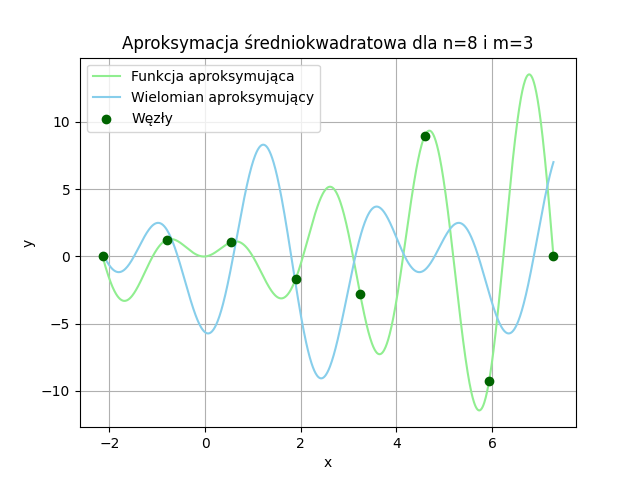 Aproksymacja średniokwadratowa dla n=8 i m=3
Funkcja aproksymująca
Wielomian aproksymujący
Węzły
y
10
5
0
−5
−10
−2
0
2
4
6
x